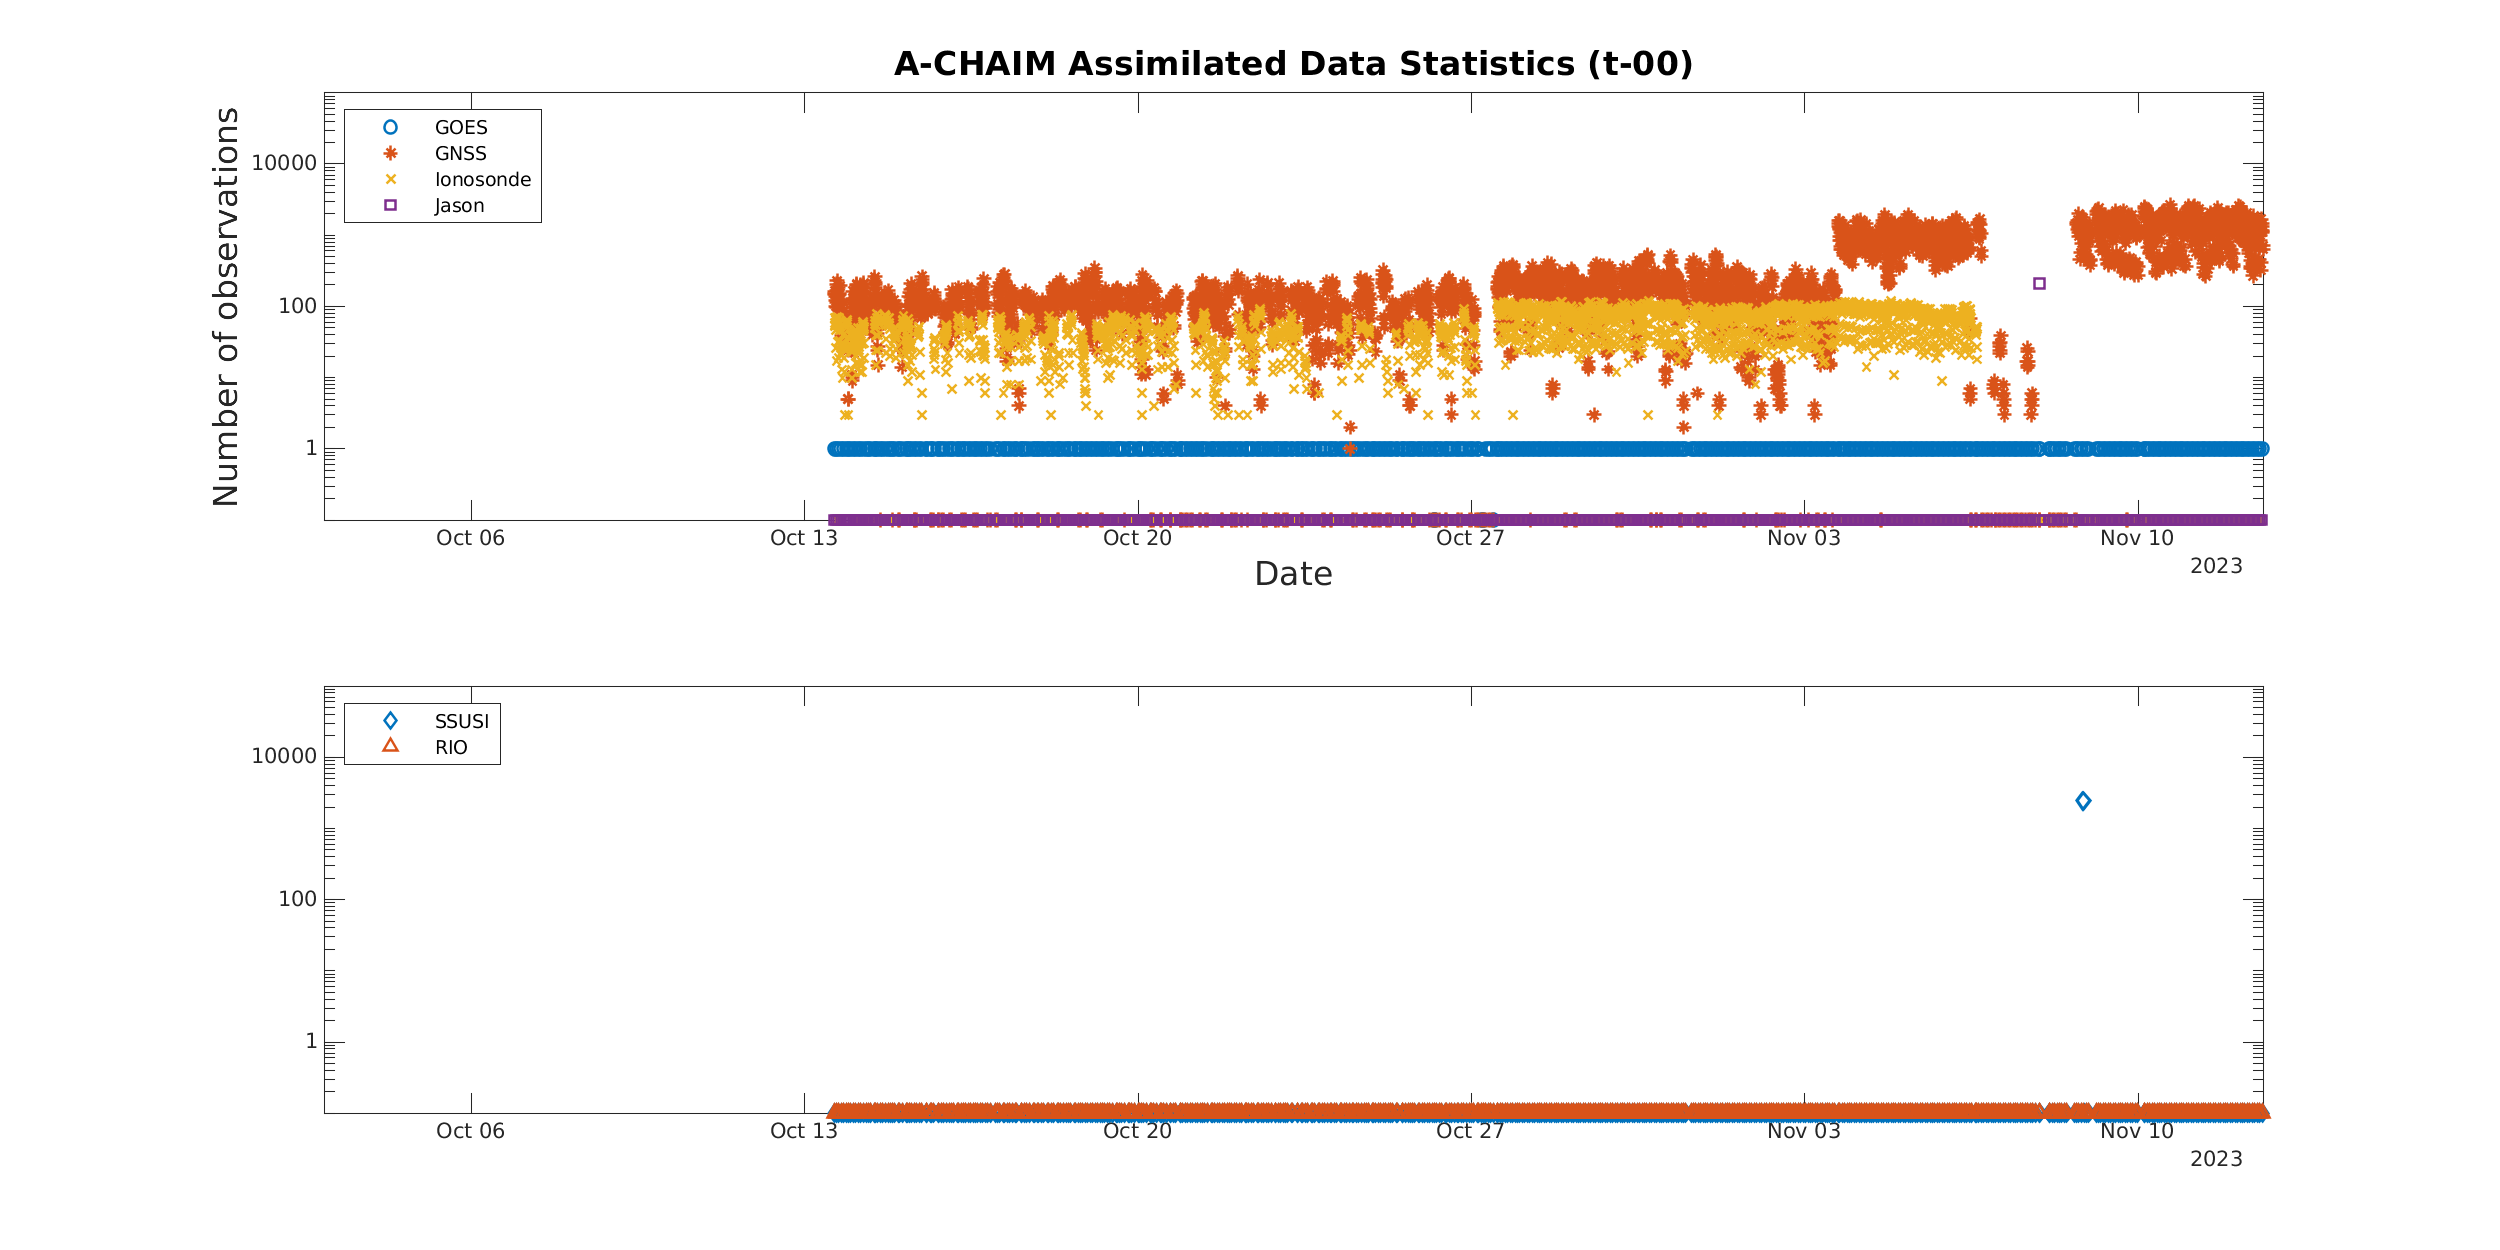 A-CHAIM Assimilated Data Statistics (t-00)
Number of observations
10000
100
1
GOES
GNSS
Ionosonde
Jason
Oct 06
Oct 13
Oct 20
Oct 27
Nov 03
Nov 10
2023
Date
10000
100
1
SSUSI
RIO
Oct 06
Oct 13
Oct 20
Oct 27
Nov 03
Nov 10
2023